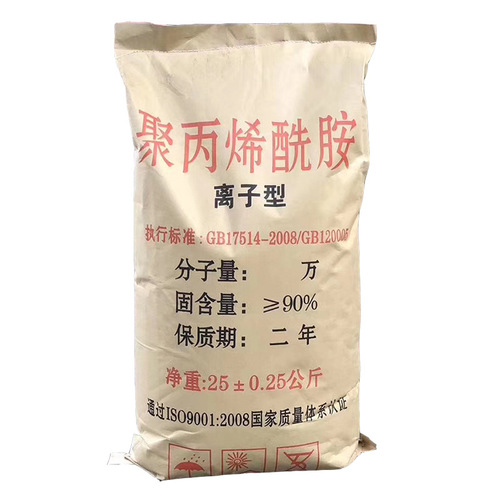 聚丙烯酰胺
离子型
执行标准:GB17514-2008/GB120005
分子量: 万
固含量:≥90%
保质期:二年
净重:25±0.25公斤
通过ISO9001:2008国家质量体系认证